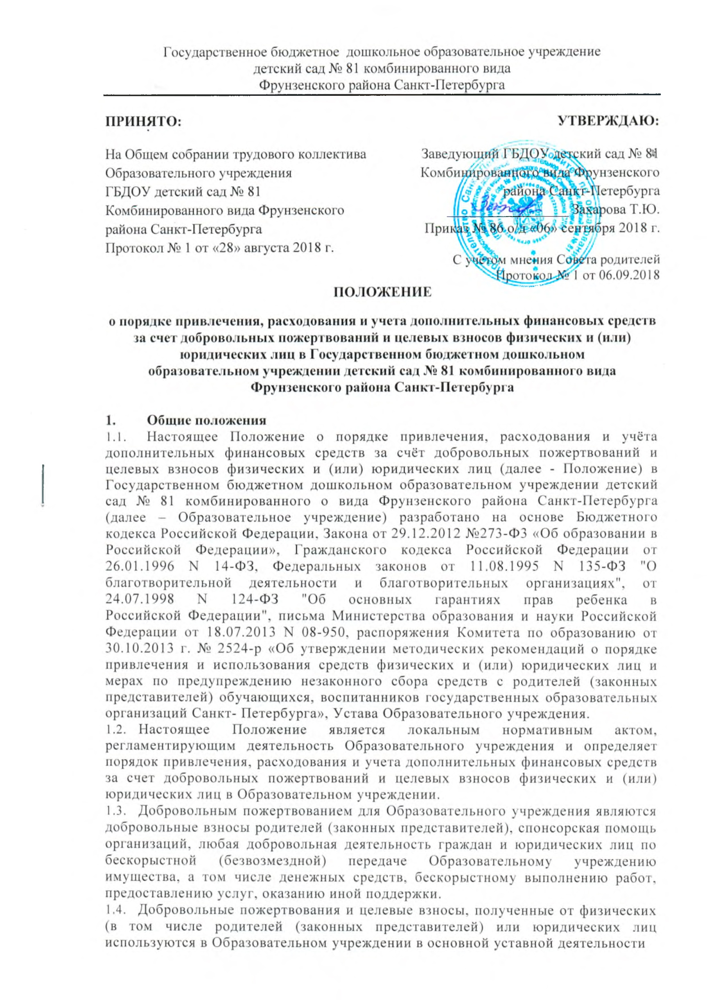 Государственное бюджетное дошкольное образовательное учреждение
детский сад № 81 комбинированного вида
Фрунзенского района Санкт-Петербурга
ПРИНЯТО:
На Общем собрании трудового коллектива
Образовательного учреждения
ГБДОУ детский сад № 81
Комбинированного вида Фрунзенского
района Санкт-Петербурга
Протокол № 1 от «28» августа 2018 г.
УТВЕРЖДАЮ:
Заведующий ГБДОУ детский сад № 81
Комбинированного вида Фрунзенского
района Санкт-Петербурга
Захарова Т.Ю.
Приказ № 86 о/д «06» сентября 2018 г.
С учетом мнения Совета родителей
Протокол № 1 от 06.09.2018
ПОЛОЖЕНИЕ
о порядке привлечения, расходования и учета дополнительных финансовых средств
за счет добровольных пожертвований и целевых взносов физических и (или)
юридических лиц в Государственном бюджетном дошкольном
образовательном учреждении детский сад № 81 комбинированного вида
Фрунзенского района Санкт-Петербурга
1. Общие положения
1.1. Настоящее Положение о порядке привлечения, расходования и учёта
дополнительных финансовых средств за счёт добровольных пожертвований и
целевых взносов физических и (или) юридических лиц (далее - Положение) в
Государственном бюджетном дошкольном образовательном учреждении детский
сад № 81 комбинированного о вида Фрунзенского района Санкт-Петербурга
(далее – Образовательное учреждение) разработано на основе Бюджетного
кодекса Российской Федерации, Закона от 29.12.2012 №273-ФЗ «Об образовании в
Российской Федерации», Гражданского кодекса Российской Федерации от
26.01.1996 N 14-ФЗ, Федеральных законов от 11.08.1995 N 135-ФЗ "О
благотворительной деятельности и благотворительных организациях", от
24.07.1998 N 124-ФЗ "Об основных гарантиях прав ребенка в
Российской Федерации", письма Министерства образования и науки Российской
Федерации от 18.07.2013 N 08-950, распоряжения Комитета по образованию от
30.10.2013 г. № 2524-р «Об утверждении методических рекомендаций о порядке
привлечения и использования средств физических и (или) юридических лиц и
мерах по предупреждению незаконного сбора средств с родителей (законных
представителей) обучающихся, воспитанников государственных образовательных
организаций Санкт- Петербурга», Устава Образовательного учреждения.
1.2. Настоящее Положение является локальным нормативным актом,
регламентирующим деятельность Образовательного учреждения и определяет
порядок привлечения, расходования и учета дополнительных финансовых средств
за счет добровольных пожертвований и целевых взносов физических и (или)
юридических лиц в Образовательном учреждении.
1.3. Добровольным пожертвованием для Образовательного учреждения являются
добровольные взносы родителей (законных представителей), спонсорская помощь
организаций, любая добровольная деятельность граждан и юридических лиц по
бескорыстной (безвозмездной) передаче Образовательному учреждению
имущества, а том числе денежных средств, бескорыстному выполнению работ,
предоставлению услуг, оказанию иной поддержки.
1.4. Добровольные пожертвования и целевые взносы, полученные от физических
(в том числе родителей (законных представителей) или юридических лиц
используются в Образовательном учреждении в основной уставной деятельности